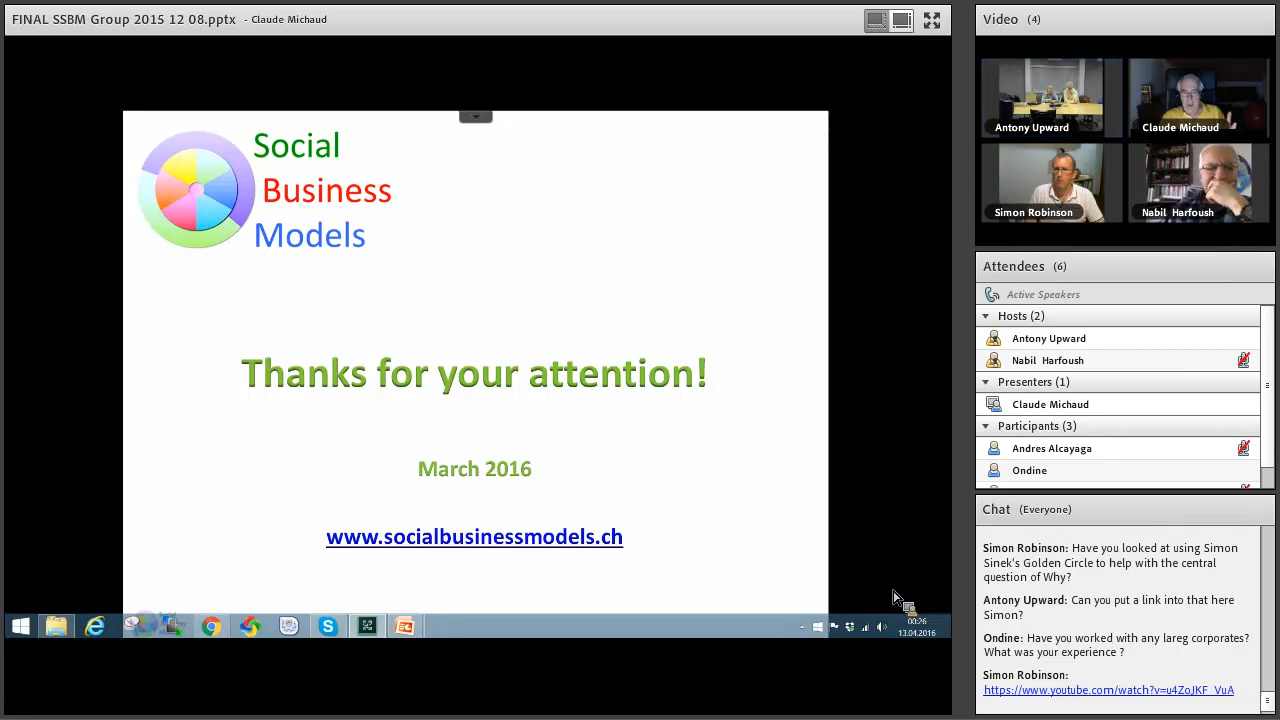 FINAL SSBM Group 2015 12 08.pptx - Claude Michaud
Social
Business
Models
Thanks for your attention!
March 2016
www.socialbusinessmodels.ch
00:26
13.04.2016
Video (4)
Antony Upward
Claude Michaud
Simon Robinson
Nabil Harfoush
Attendees (6)
Active Speakers
Hosts (2)
Antony Upward
Nabil Harfoush
Presenters (1)
Claude Michaud
Participants (3)
Andres Alcayaga
Ondine
Chat (Everyone)
Simon Robinson: Have you looked at using Simon
Sinek's Golden Circle to help with the central
question of Why?
Antony Upward: Can you put a link into that here
Simon?
Ondine: Have you worked with any lareg corporates?
What was your experience ?
Simon Robinson:
https://www.youtube.com/watch?v=u4ZoJKF_VuA